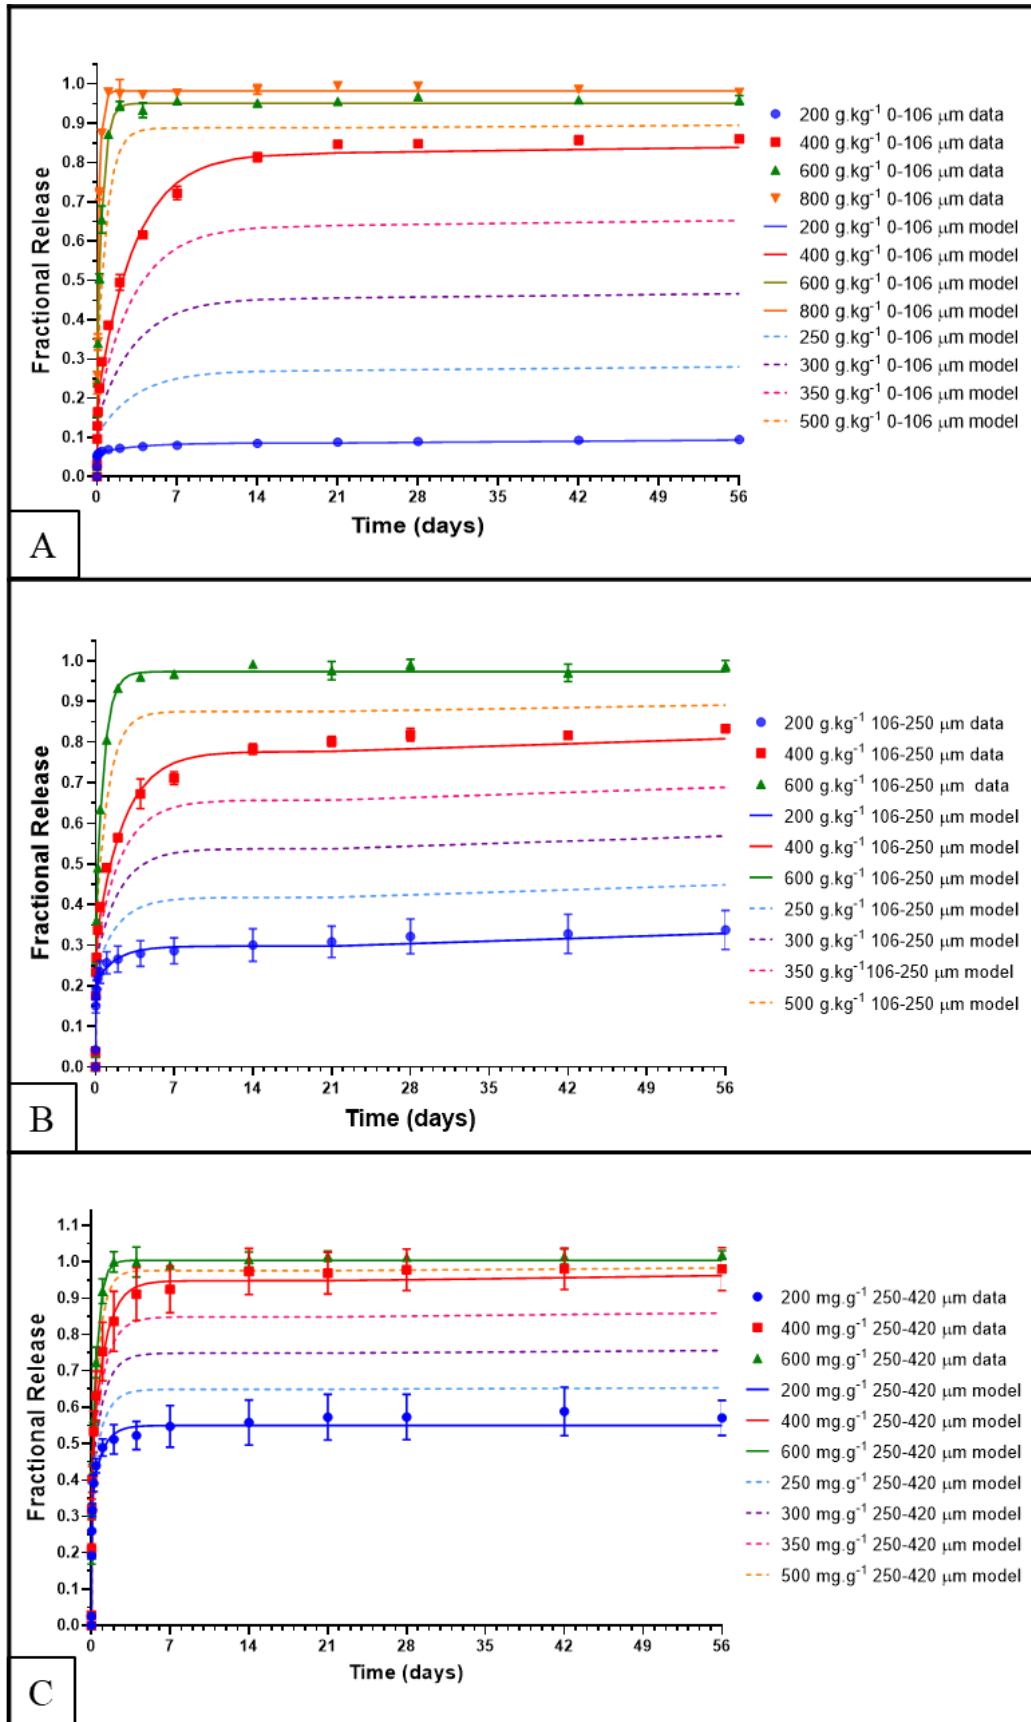 1.0
0.9
0.8
0.7
0.6
0.5
0.4
0.3
0.2
0.1
0.0
Fractional Release
0 7 14 21 28 35 42 49 56
Time (days)
200 g.kg⁻¹ 0-106 μm data
400 g.kg⁻¹ 0-106 μm data
600 g.kg⁻¹ 0-106 μm data
800 g.kg⁻¹ 0-106 μm data
200 g.kg⁻¹ 0-106 μm model
400 g.kg⁻¹ 0-106 μm model
600 g.kg⁻¹ 0-106 μm model
800 g.kg⁻¹ 0-106 μm model
250 g.kg⁻¹ 0-106 μm model
300 g.kg⁻¹ 0-106 μm model
350 g.kg⁻¹ 0-106 μm model
500 g.kg⁻¹ 0-106 μm model
A
1.0
0.9
0.8
0.7
0.6
0.5
0.4
0.3
0.2
0.1
0.0
Fractional Release
0 7 14 21 28 35 42 49 56
Time (days)
200 g.kg⁻¹ 106-250 μm data
400 g.kg⁻¹ 106-250 μm data
600 g.kg⁻¹ 106-250 μm data
200 g.kg⁻¹ 106-250 μm model
400 g.kg⁻¹ 106-250 μm model
600 g.kg⁻¹ 106-250 μm model
250 g.kg⁻¹ 106-250 μm model
300 g.kg⁻¹ 106-250 μm model
350 g.kg⁻¹106-250 μm model
500 g.kg⁻¹ 106-250 μm model
B
1.1
1.0
0.9
0.8
0.7
0.6
0.5
0.4
0.3
0.2
0.1
0.0
Fractional Release
0 7 14 21 28 35 42 49 56
Time (days)
200 mg.g⁻¹ 250-420 μm data
400 mg.g⁻¹ 250-420 μm data
600 mg.g⁻¹ 250-420 μm data
200 mg.g⁻¹ 250-420 μm model
400 mg.g⁻¹ 250-420 μm model
600 mg.g⁻¹ 250-420 μm model
250 mg.g⁻¹ 250-420 μm model
300 mg.g⁻¹ 250-420 μm model
350 mg.g⁻¹ 250-420 μm model
500 mg.g⁻¹ 250-420 μm model
C